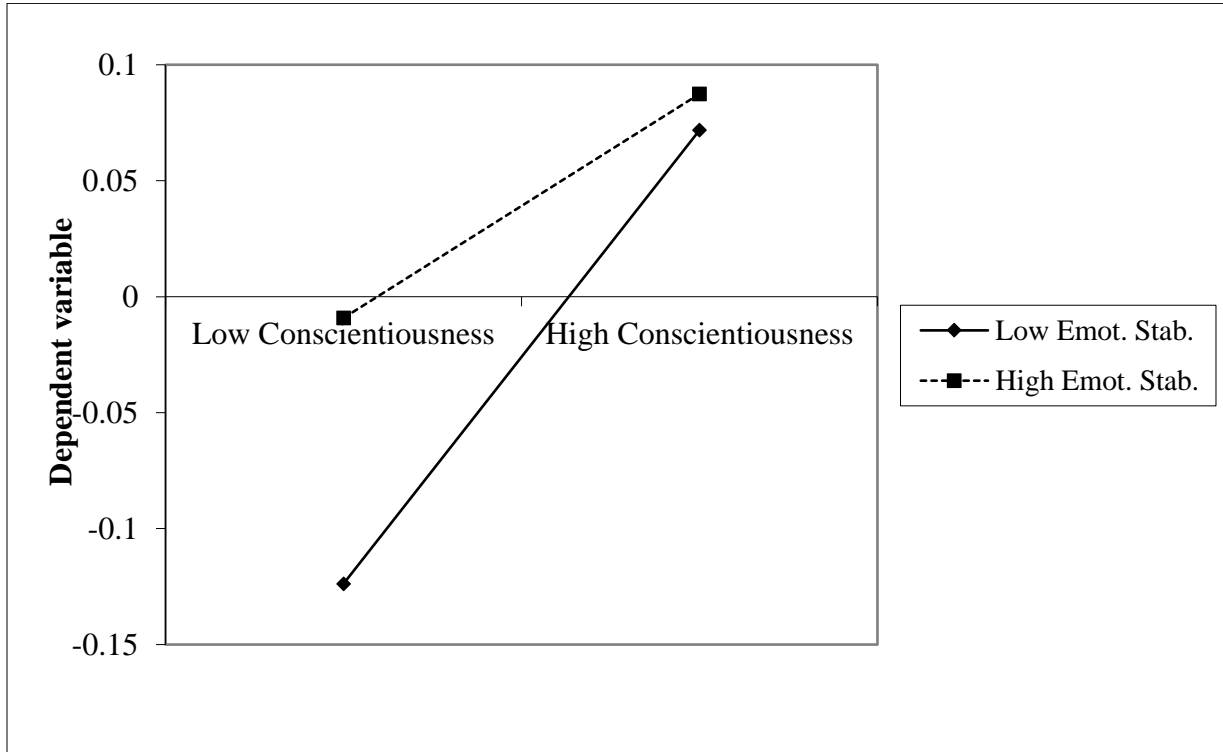 0.1
0.05
0
-0.05
-0.1
-0.15
Dependent variable
Low Conscientiousness
High Conscientiousness
Low Emot. Stab.
High Emot. Stab.